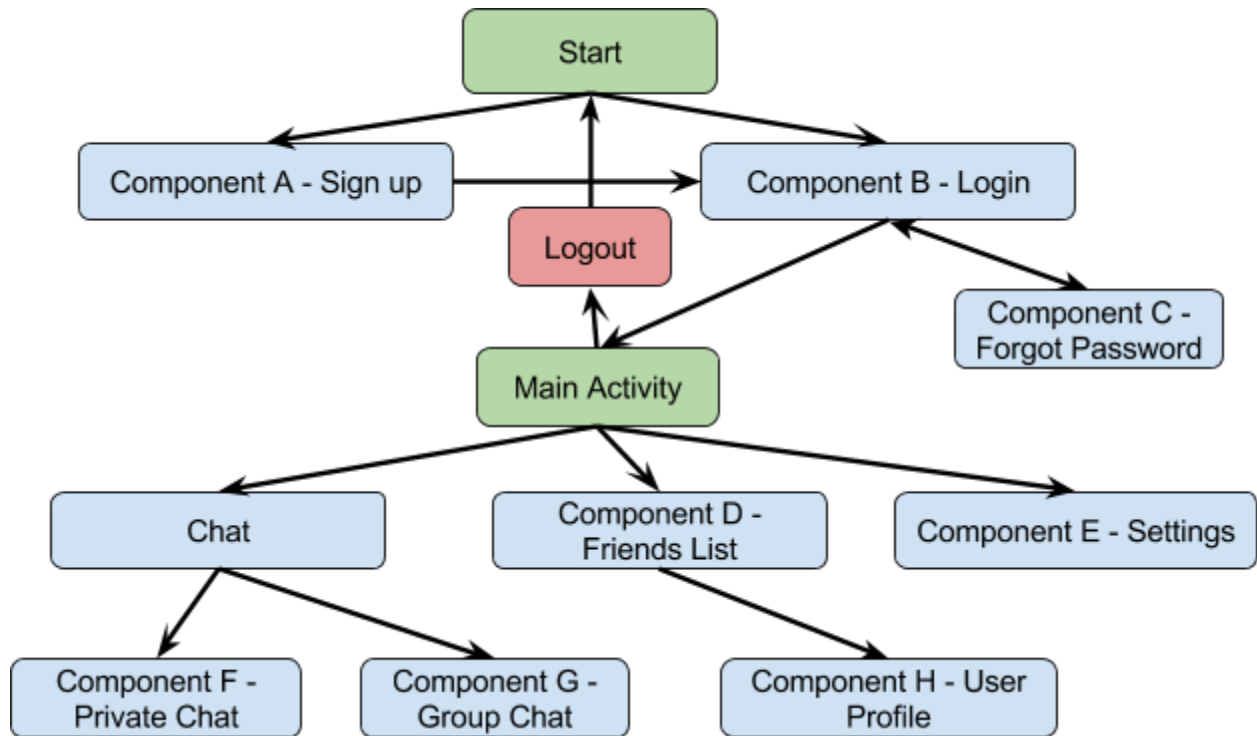 Start
Component A - Sign up
Component B - Login
Logout
Component C -
Forgot Password
Main Activity
Chat
Component D -
Friends List
Component E - Settings
Component F -
Private Chat
Component G -
Group Chat
Component H - User
Profile